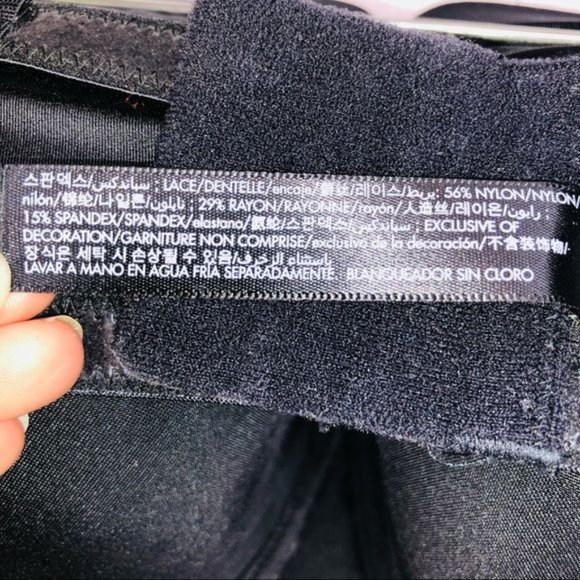 스판덱스/سباندكس ; LACE/DENTELLE/encaje/蕾丝/레이스/شريط: 56% NYLON/NYLON/
nilón/锦纶/나일론/نايلون ; 29% RAYON/RAYONNE/rayón/人造丝/레이온/رايون ;
15% SPANDEX/SPANDEX/elastano/氨纶/스판덱스/سباندكس ; EXCLUSIVE OF
DECORATION/GARNITURE NON COMPRISE/exclusivo de la decoración/不含装饰物/
장식은 세탁 시 손상될 수 있음/باستثناء الزخرفة
LAVAR A MANO EN AGUA FRÍA SEPARADAMENTE. BLANQUEADOR SIN CLORO